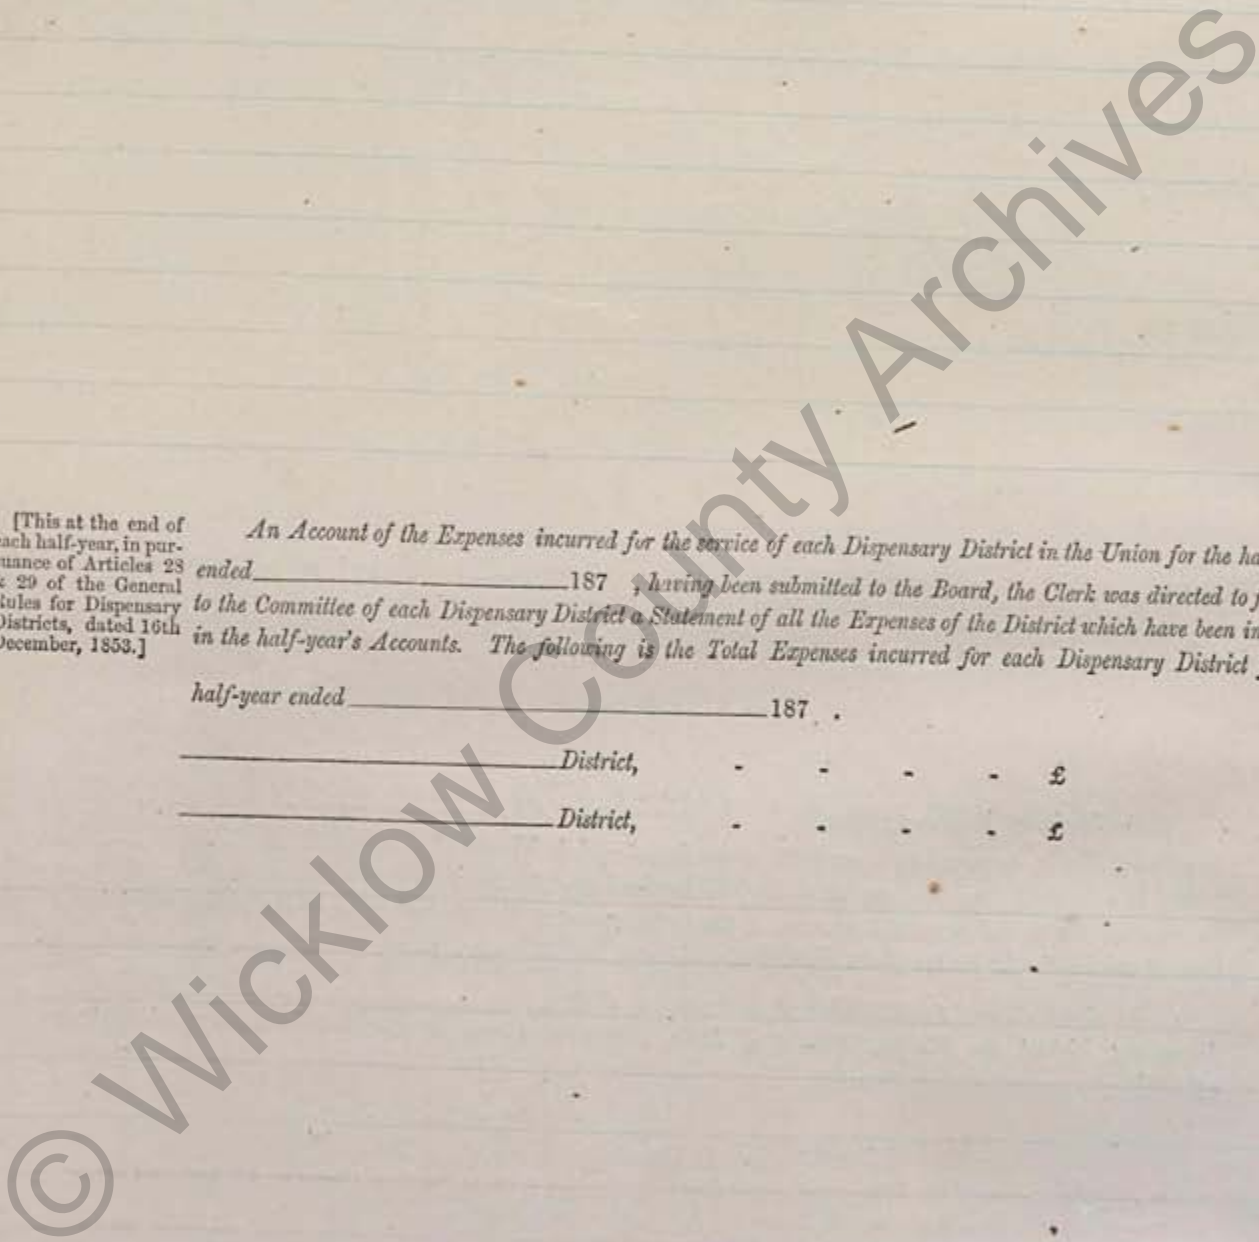 [This at the end of
each half-year, in pur-
suance of Articles 28
& 29 of the General
Rules for Dispensary
Districts, dated 16th
December, 1853.]
An Account of the Expenses incurred for the service of each Dispensary District in the Union for the ha
ended 187 , having been submitted to the Board, the Clerk was directed to
to the Committee of each Dispensary District a Statement of all the Expenses of the District which have been in
in the half-year's Accounts. The following is the Total Expenses incurred for each Dispensary District
half-year ended 187 .
District, - - - - £
District, - - - - £
© Wicklow County Archives